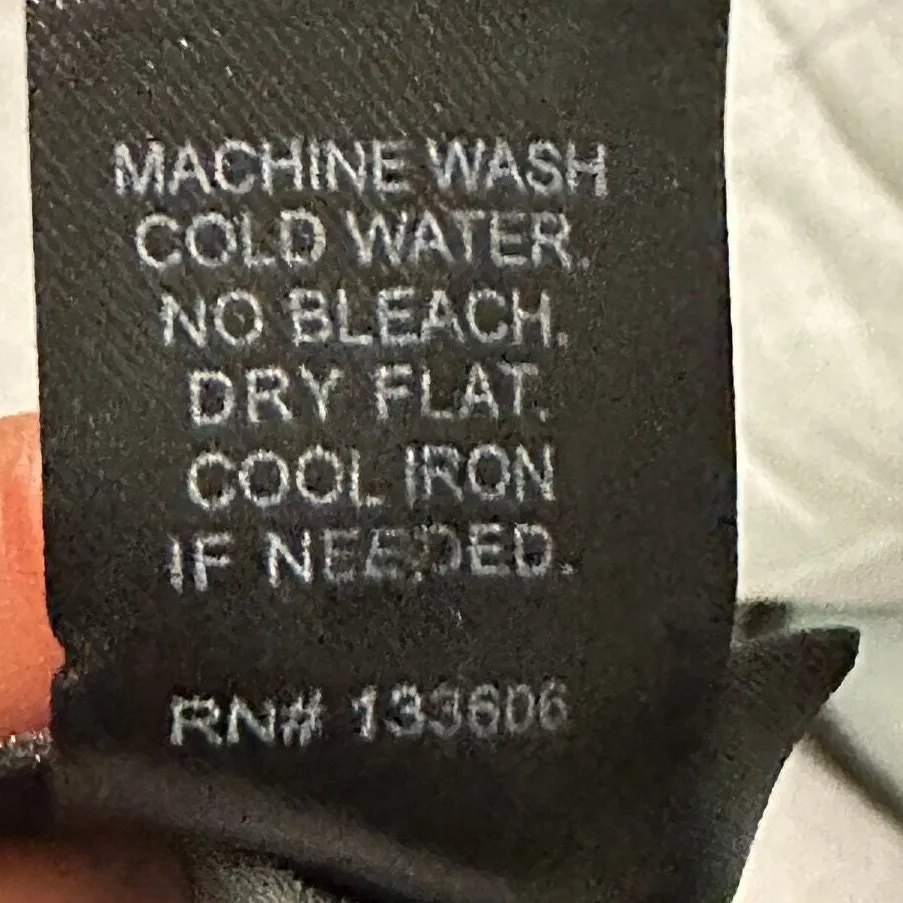 MACHINE WASH
COLD WATER.
NO BLEACH.
DRY FLAT.
COOL IRON
IF NEEDED.
RN# 133606